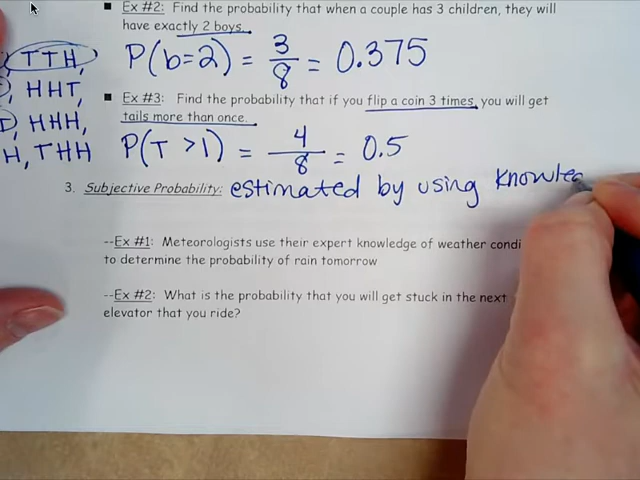 ■ Ex #2: Find the probability that when a couple has 3 children, they will
have exactly 2 boys.
TTH,
P(b=2) = 3/8 = 0.375
, HHT,
■ Ex #3: Find the probability that if you flip a coin 3 times, you will get
tails more than once.
, HHH,
H, THH
P(T >1) = 4/8 = 0.5
3. Subjective Probability: estimated by using knowle
--Ex #1: Meteorologists use their expert knowledge of weather condi
to determine the probability of rain tomorrow
--Ex #2: What is the probability that you will get stuck in the next
elevator that you ride?